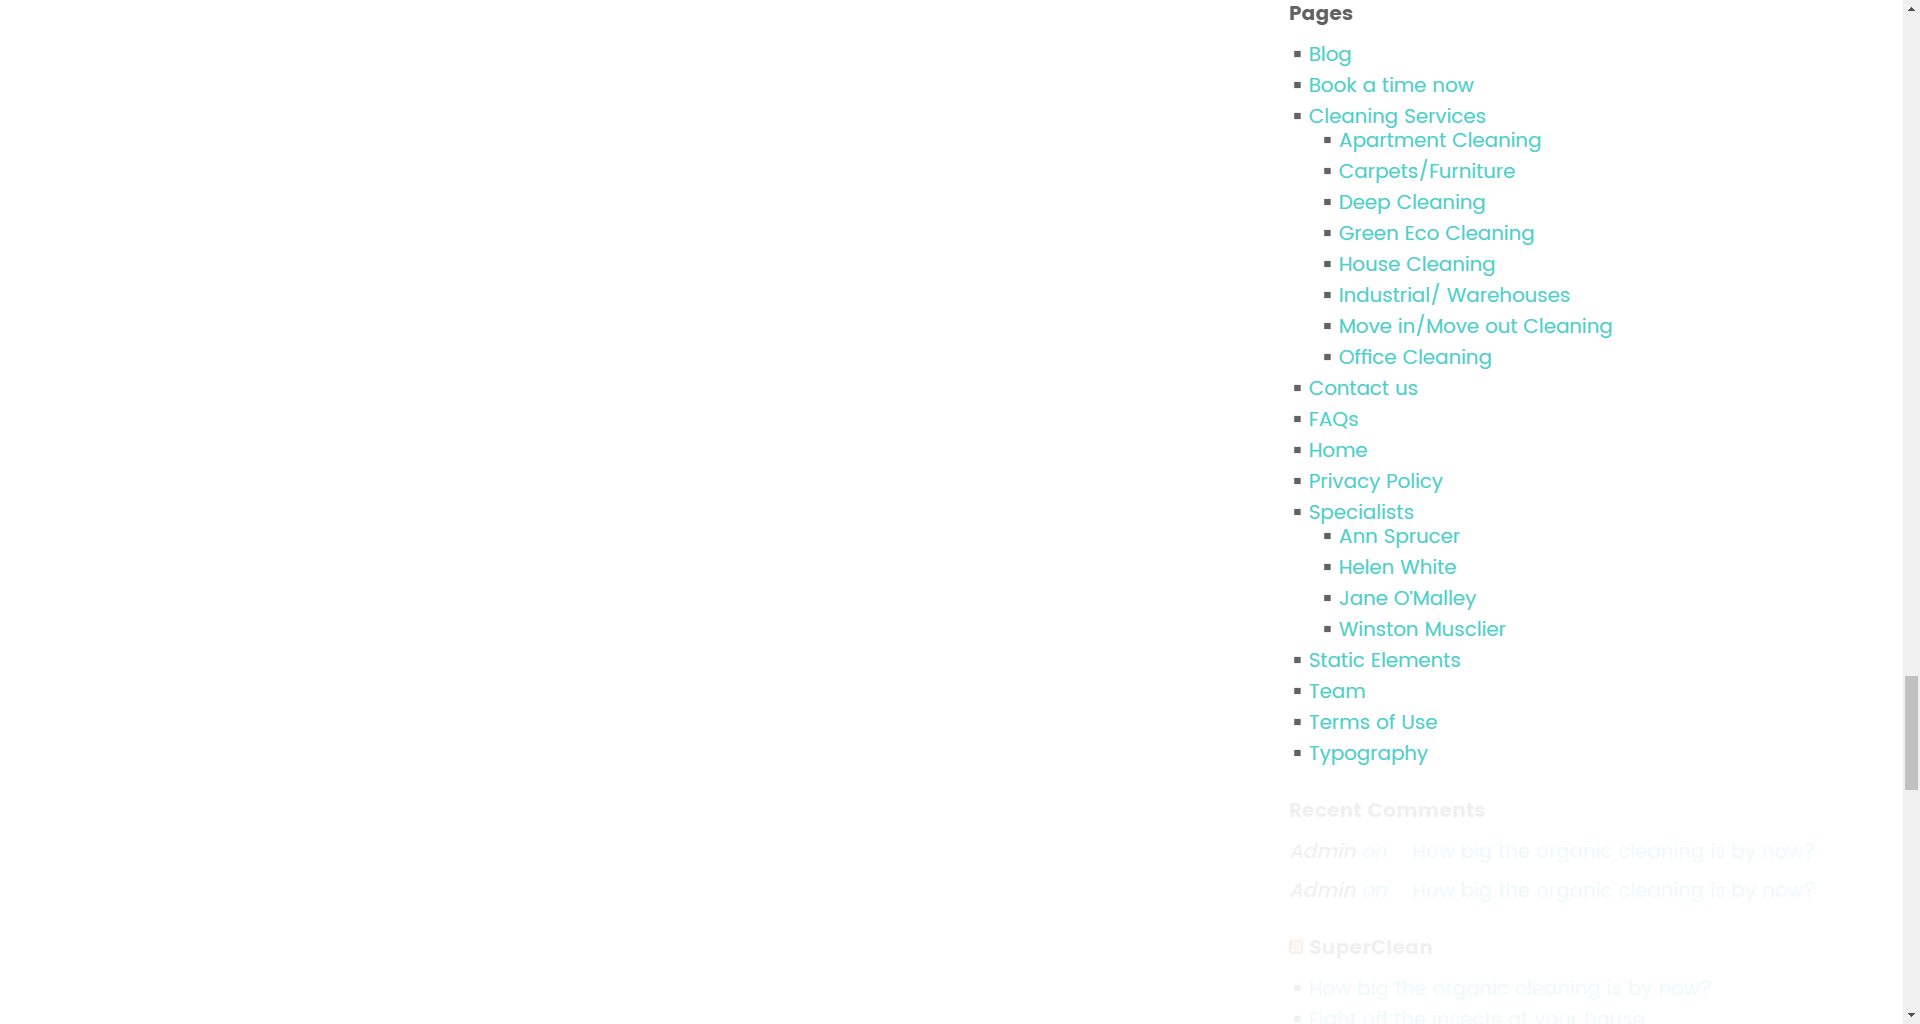 Pages
Blog
Book a time now
Cleaning Services
Apartment Cleaning
Carpets/Furniture
Deep Cleaning
Green Eco Cleaning
House Cleaning
Industrial/ Warehouses
Move in/Move out Cleaning
Office Cleaning
Contact us
FAQs
Home
Privacy Policy
Specialists
Ann Sprucer
Helen White
Jane O'Malley
Winston Musclier
Static Elements
Team
Terms of Use
Typography
Recent Comments
Admin on How big the organic cleaning is by now?
Admin on How big the organic cleaning is by now?
SuperClean
How big the organic cleaning is by now?
Fight off the insects at your house